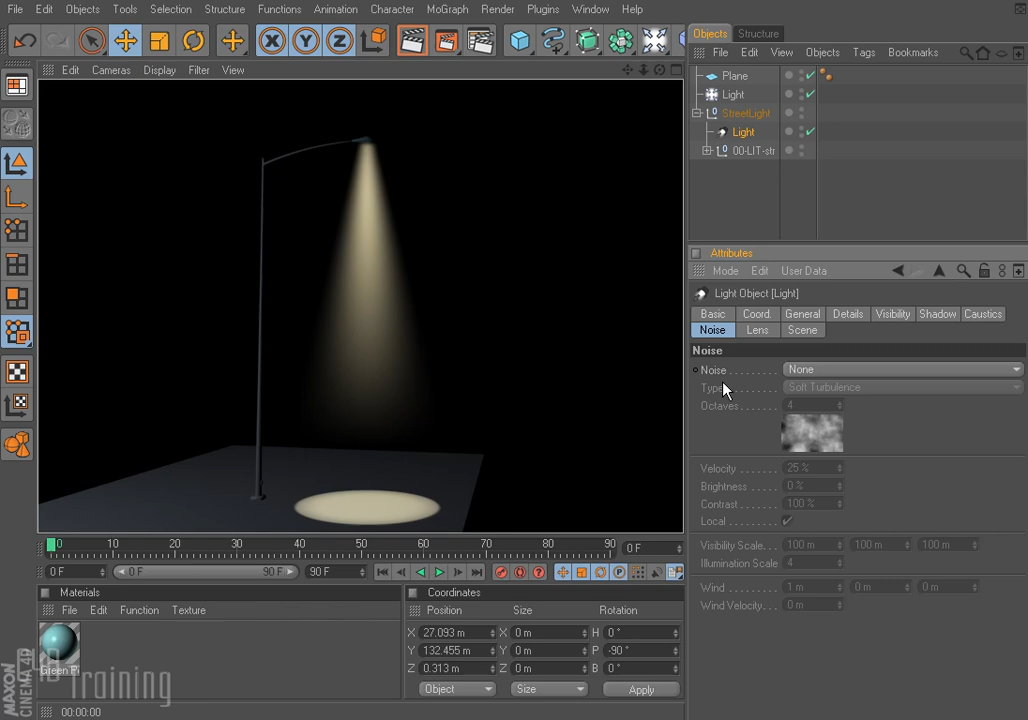 File Edit Objects Tools Selection Structure Functions Animation Character MoGraph Render Plugins Window Help
Edit Cameras Display Filter View
0 10 20 30 40 50 60 70 80 90 0 F
0 F 0 F 90 F 90 F
Materials
File Edit Function Texture
Green Pl
Coordinates
Position Size Rotation
X 27.093 m X 0 m H 0 °
Y 132.455 m Y 0 m P -90 °
Z 0.313 m Z 0 m B 0 °
Object Size Apply
00:00:00
MAXON
CINEMA 4D
Training
Objects Structure
File Edit View Objects Tags Bookmarks
Plane
Light
StreetLight
Light
00-LIT-str
Attributes
Mode Edit User Data
Light Object [Light]
Basic Coord. General Details Visibility Shadow Caustics
Noise Lens Scene
Noise
Noise . . . . . . . . . None
Type Soft Turbulence
Octaves. . . . . . . 4
Velocity . . . . . . . 25 %
Brightness . . . . . 0 %
Contrast . . . . . . 100 %
Local . . . . . . . . .
Visibility Scale. . . 100 m 100 m 100 m
Illumination Scale 4
Wind . . . . . . . . . 1 m 0 m 0 m
Wind Velocity. . . 0 m